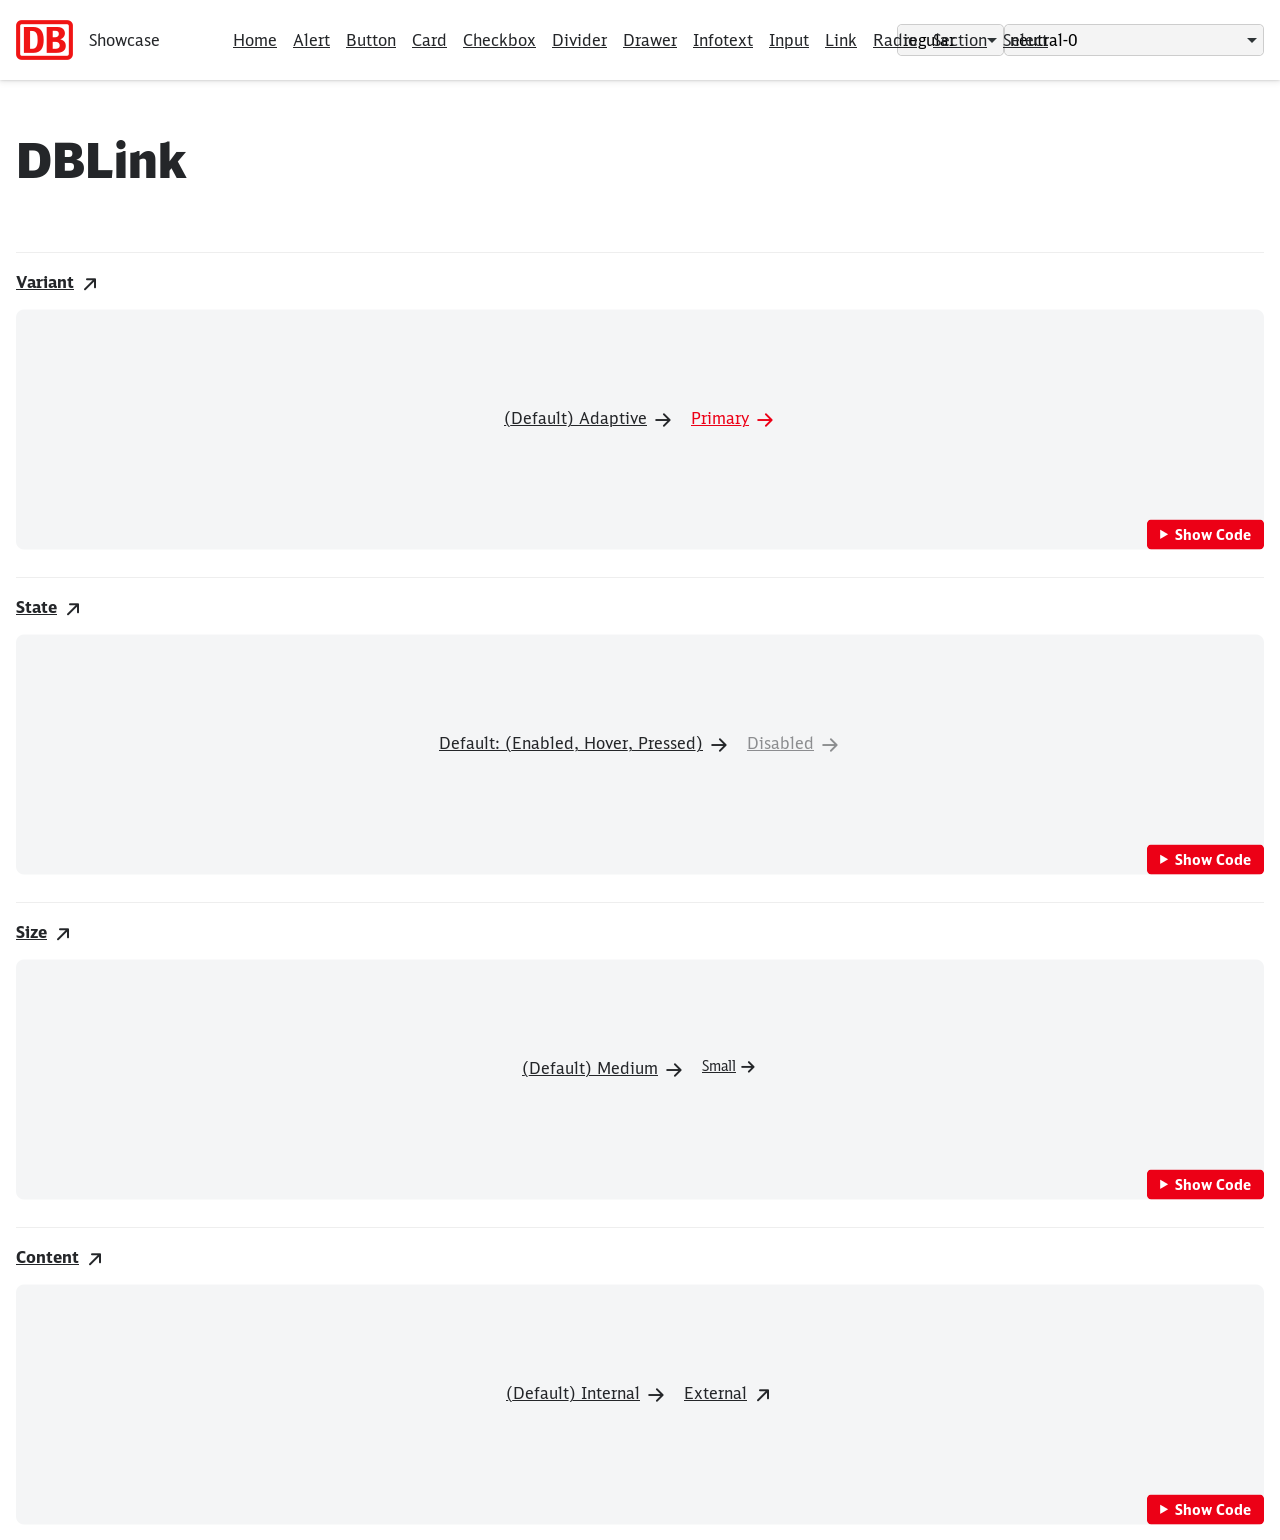 DB Showcase Home Alert Button Card Checkbox Divider Drawer Infotext Input Link Radio Section Select regular neutral-0
DBLink
Variant
(Default) Adaptive Primary
Show Code
State
Default: (Enabled, Hover, Pressed) Disabled
Show Code
Size
(Default) Medium Small
Show Code
Content
(Default) Internal External
Show Code